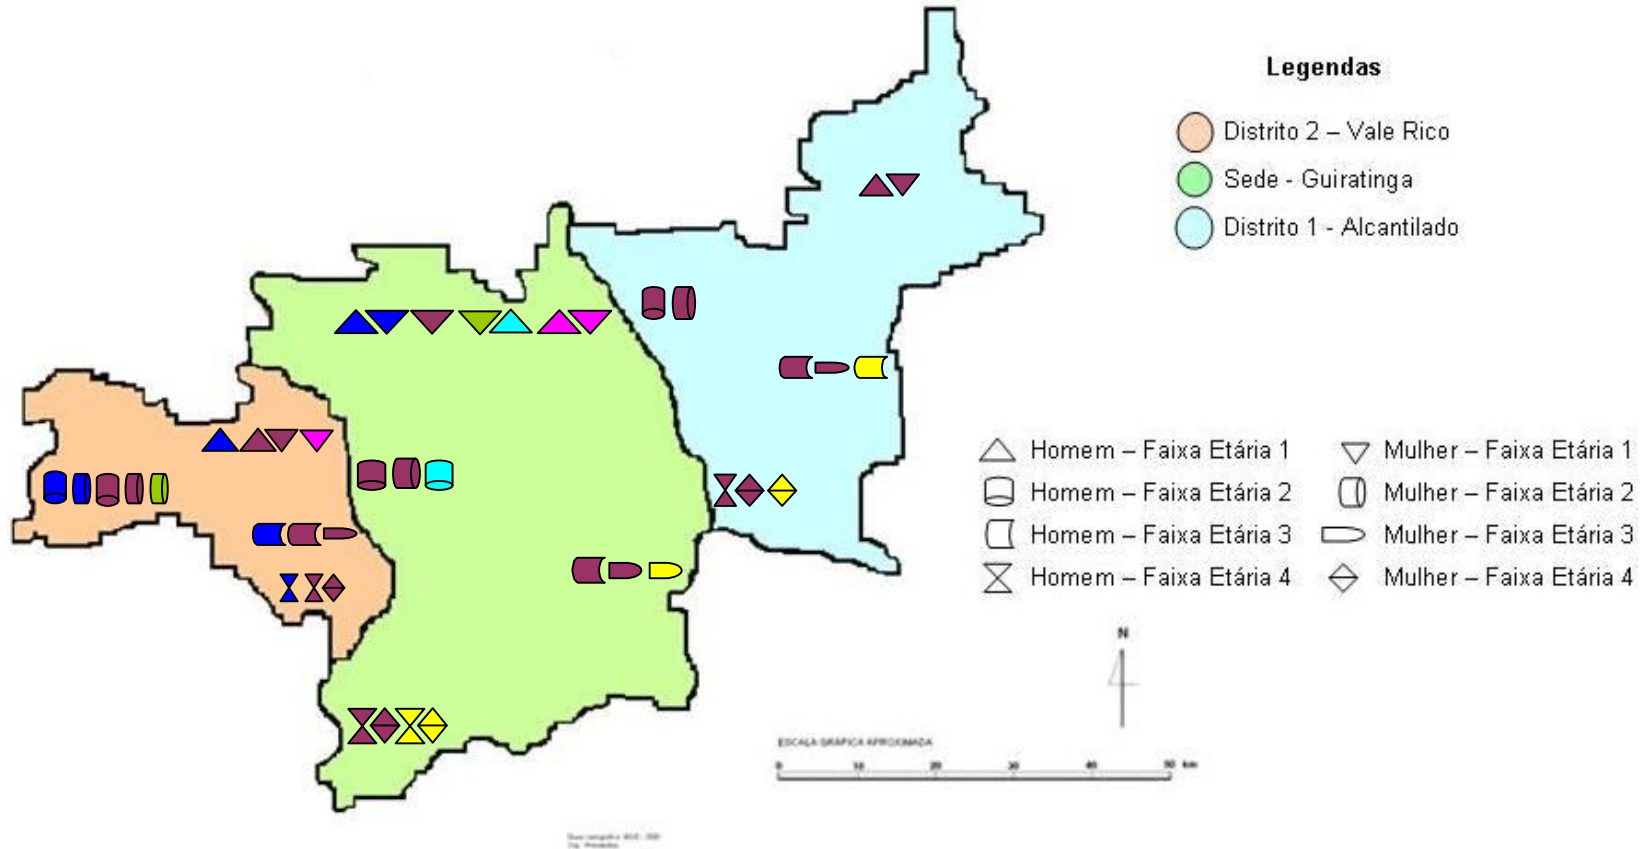 Legendas
Distrito 2 – Vale Rico
Sede - Guiratinga
Distrito 1 - Alcantilado
Homem – Faixa Etária 1
Mulher – Faixa Etária 1
Homem – Faixa Etária 2
Mulher – Faixa Etária 2
Homem – Faixa Etária 3
Mulher – Faixa Etária 3
Homem – Faixa Etária 4
Mulher – Faixa Etária 4
N
ESCALA GRÁFICA APROXIMADA
0 10 20 30 40 50 km